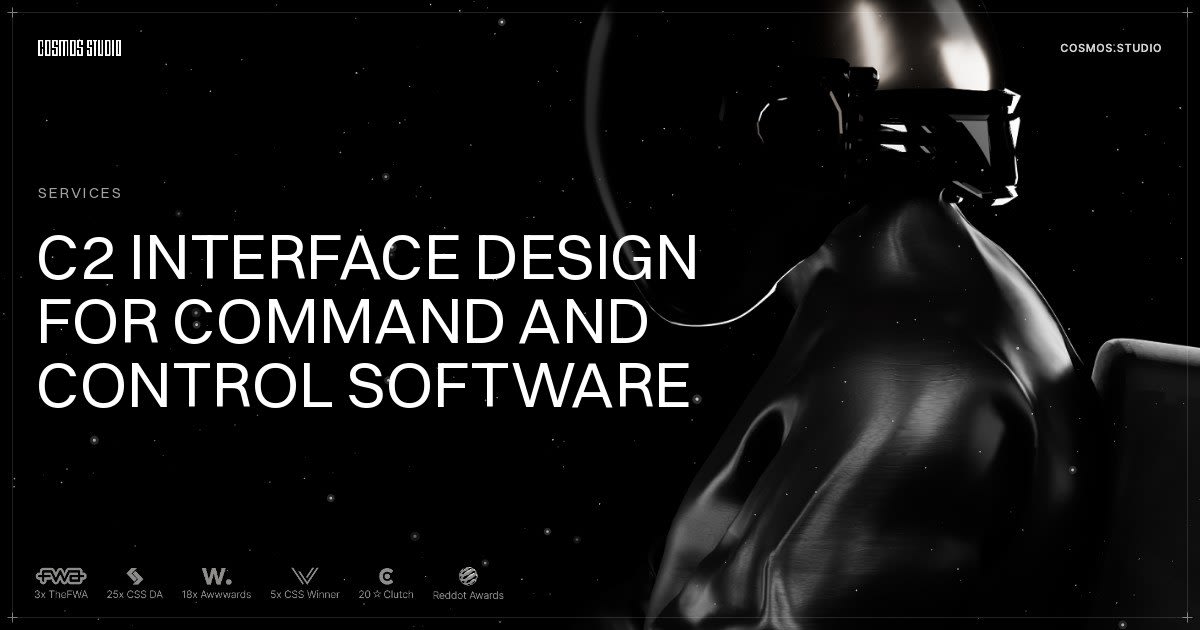 COSMOS STUDIO
COSMOS.STUDIO
SERVICES
C2 INTERFACE DESIGN
FOR COMMAND AND
CONTROL SOFTWARE
FWA
3x TheFWA
25x CSS DA
W.
18x Awwwards
5x CSS Winner
20 ☆ Clutch
Reddot Awards